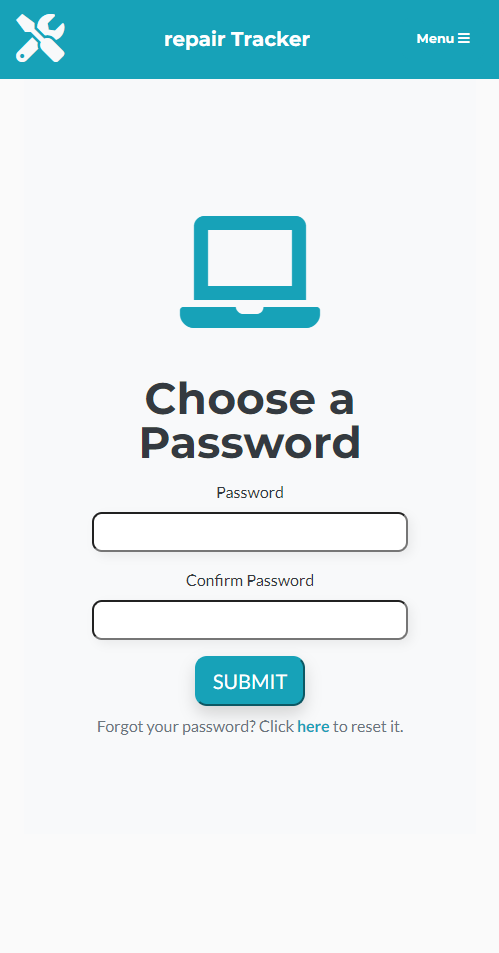 repair Tracker
Menu
Choose a
Password
Password
Confirm Password
SUBMIT
Forgot your password? Click here to reset it.